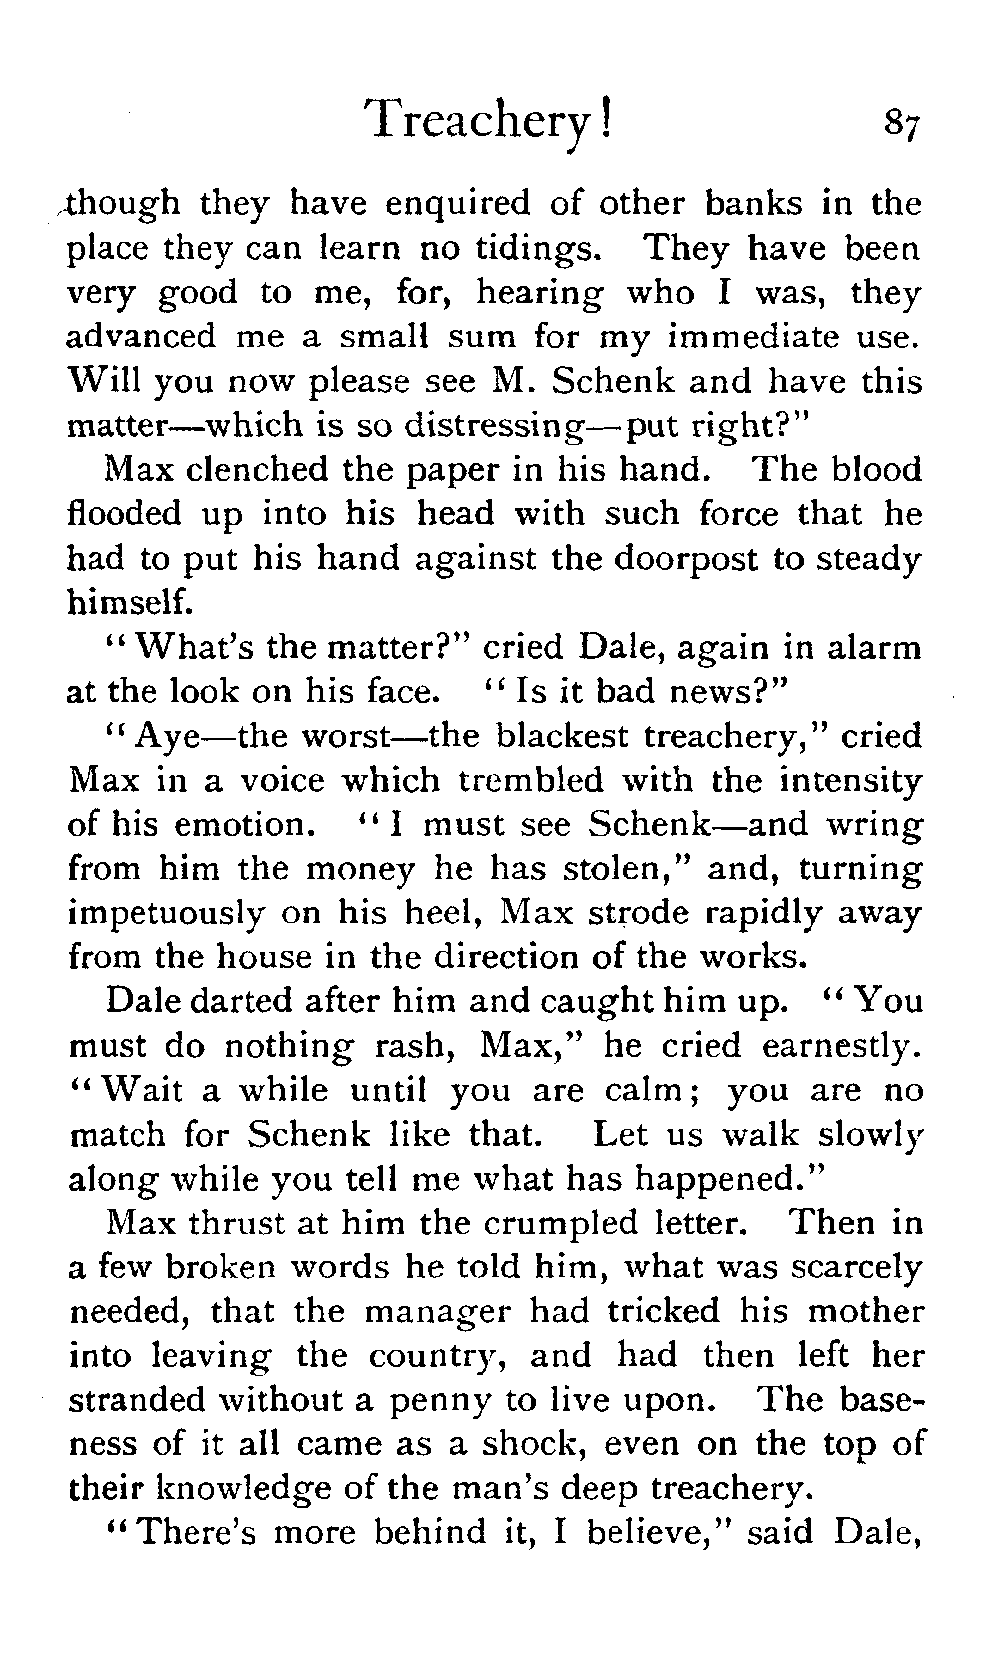 Treachery! 87
though they have enquired of other banks in the
place they can learn no tidings. They have been
very good to me, for, hearing who I was, they
advanced me a small sum for my immediate use.
Will you now please see M. Schenk and have this
matter—which is so distressing—put right?"
Max clenched the paper in his hand. The blood
flooded up into his head with such force that he
had to put his hand against the doorpost to steady
himself.
"What's the matter?" cried Dale, again in alarm
at the look on his face. "Is it bad news?"
"Aye—the worst—the blackest treachery," cried
Max in a voice which trembled with the intensity
of his emotion. "I must see Schenk—and wring
from him the money he has stolen," and, turning
impetuously on his heel, Max strode rapidly away
from the house in the direction of the works.
Dale darted after him and caught him up. "You
must do nothing rash, Max," he cried earnestly.
"Wait a while until you are calm; you are no
match for Schenk like that. Let us walk slowly
along while you tell me what has happened."
Max thrust at him the crumpled letter. Then in
a few broken words he told him, what was scarcely
needed, that the manager had tricked his mother
into leaving the country, and had then left her
stranded without a penny to live upon. The base-
ness of it all came as a shock, even on the top of
their knowledge of the man's deep treachery.
"There's more behind it, I believe," said Dale,